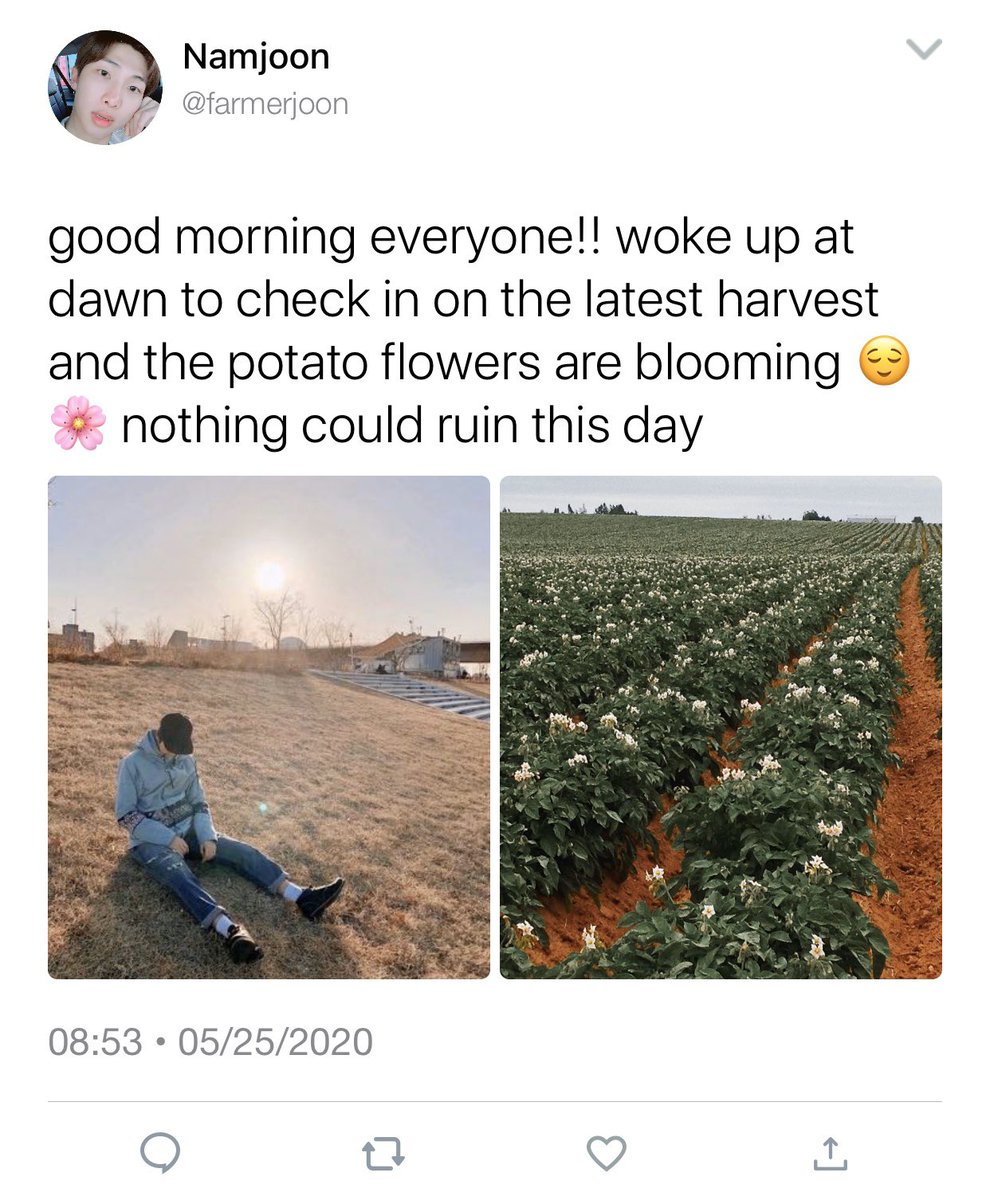 Namjoon
@farmerjoon
good morning everyone!! woke up at
dawn to check in on the latest harvest
and the potato flowers are blooming 😌
🌸 nothing could ruin this day
08:53 • 05/25/2020